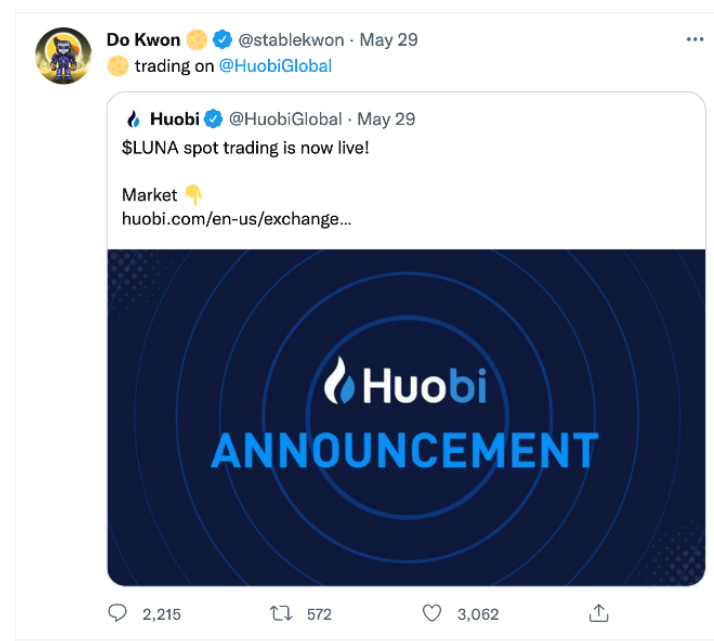 Do Kwon 🌕 @stablekwon · May 29
🌕 trading on @HuobiGlobal
Huobi @HuobiGlobal · May 29
$LUNA spot trading is now live!
Market 👇
huobi.com/en-us/exchange...
Huobi
ANNOUNCEMENT
2,215 572 3,062